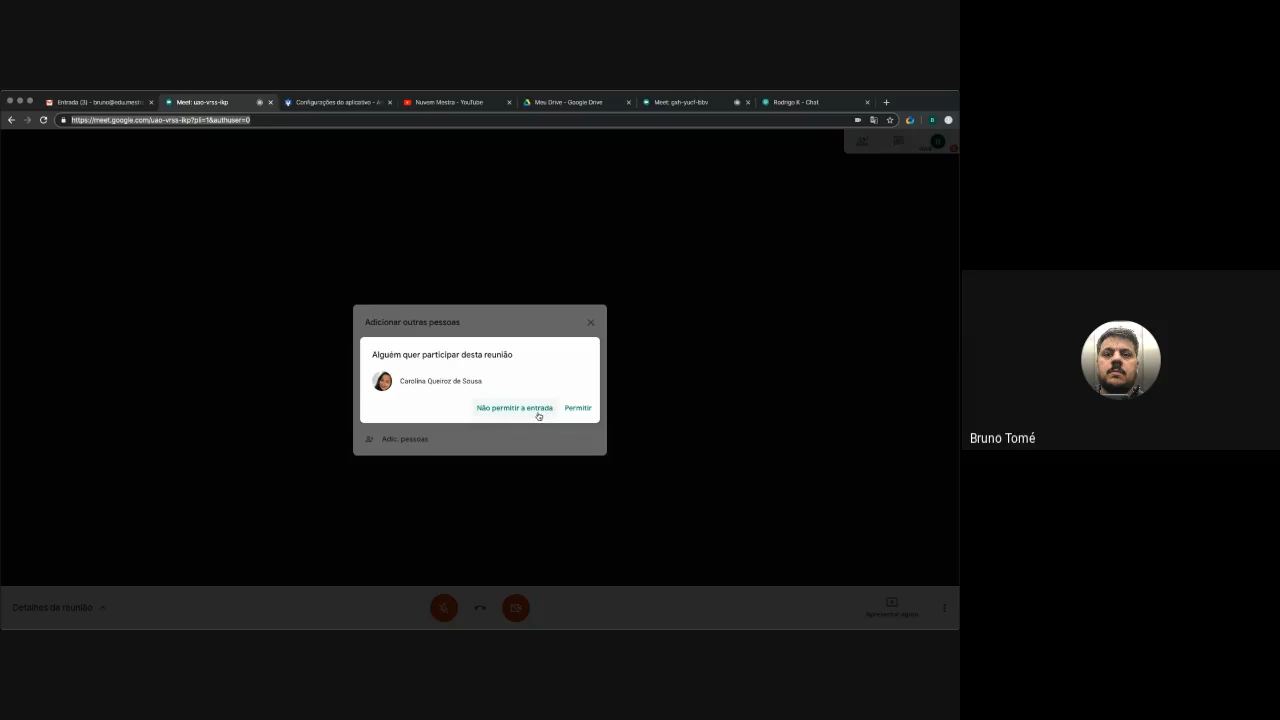 Entrada (3) - bruno@edu.mestr
Meet: uao-vrss-ikp
Configurações do aplicativo - A
Nuvem Mestra - YouTube
Meu Drive - Google Drive
Meet: gxh-yucf-bbv
Rodrigo K - Chat
https://meet.google.com/uao-vrss-ikp?pli=1&authuser=0
Adicionar outras pessoas
Alguém quer participar desta reunião
Carolina Queiroz de Sousa
Não permitir a entrada
Permitir
Adic. pessoas
Bruno Tomé
Detalhes da reunião
Apresentar agora